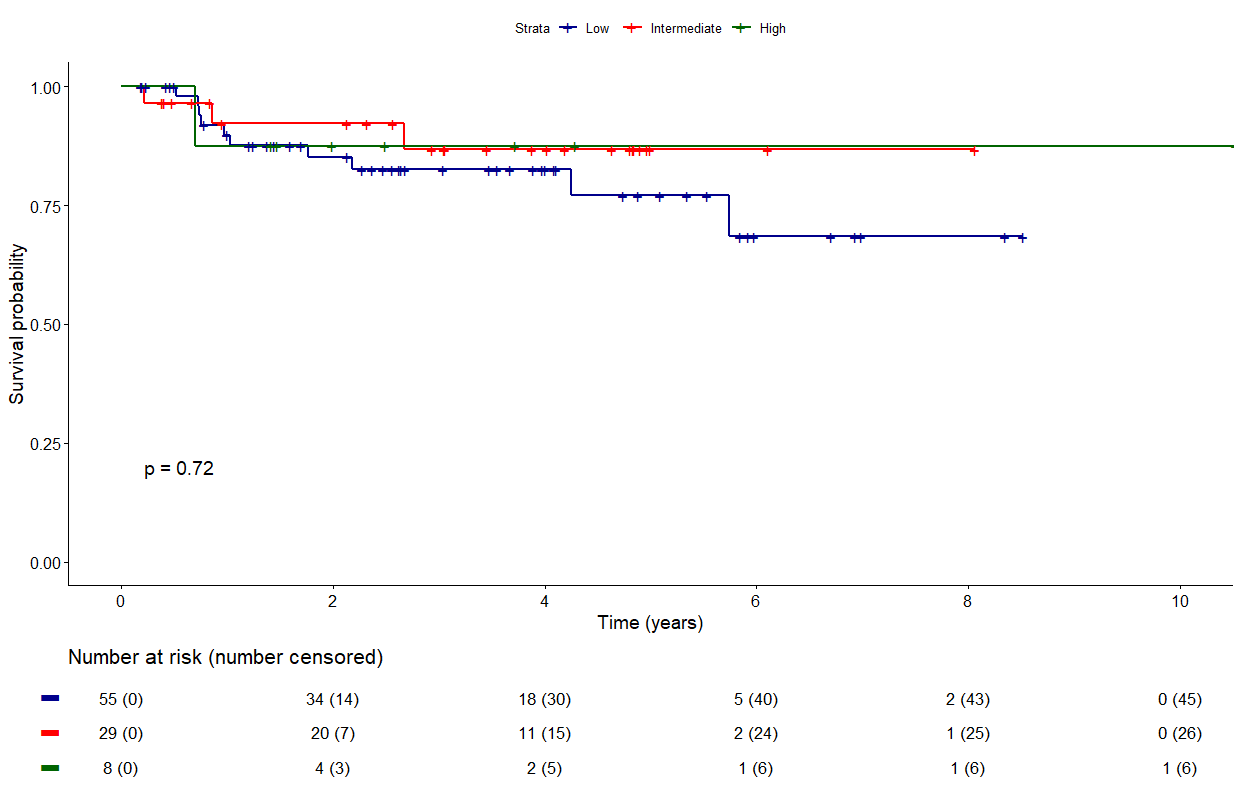 Strata Low Intermediate High
1.00
0.75
0.50
0.25
0.00
Survival probability
p = 0.72
0 2 4 6 8 10
Time (years)
Number at risk (number censored)
55 (0) 34 (14) 18 (30) 5 (40) 2 (43) 0 (45)
29 (0) 20 (7) 11 (15) 2 (24) 1 (25) 0 (26)
8 (0) 4 (3) 2 (5) 1 (6) 1 (6) 1 (6)